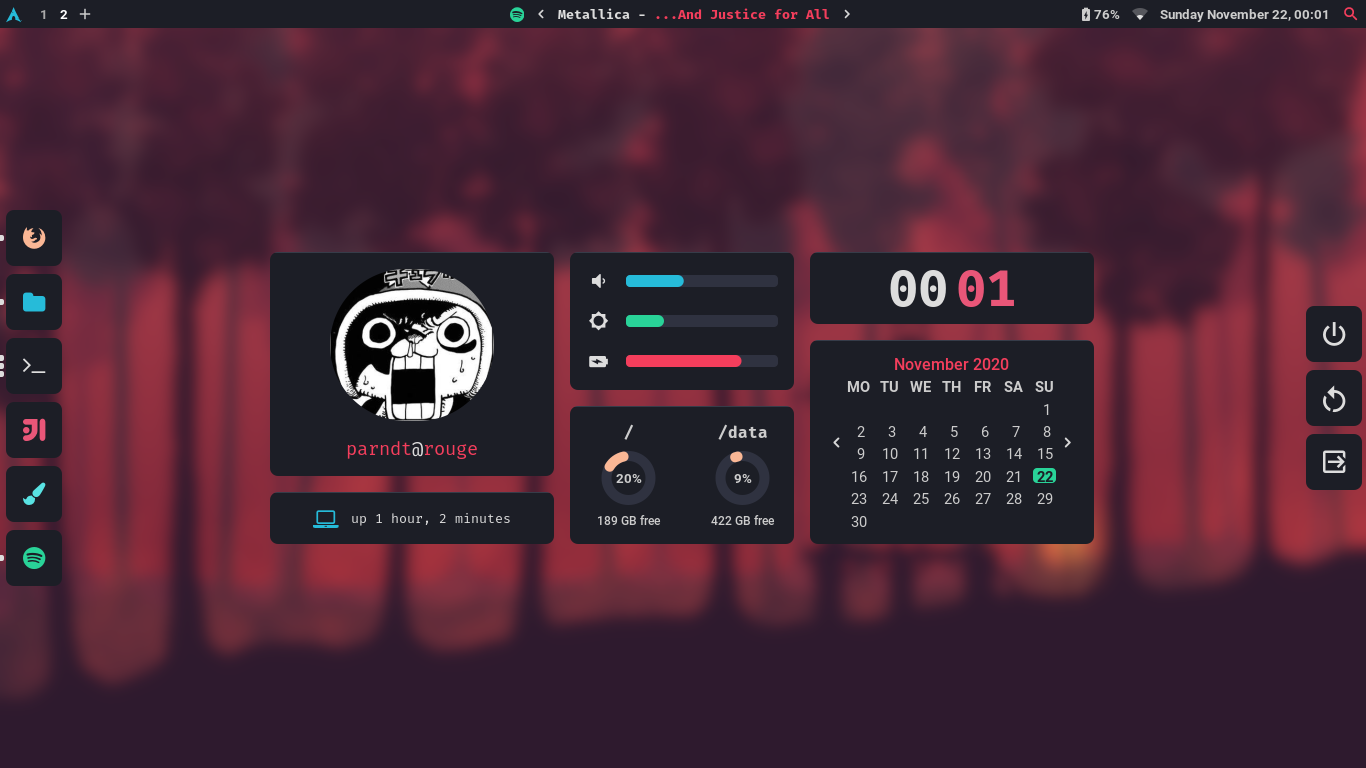 1 2 +
Metallica - ...And Justice for All
76% Sunday November 22, 00:01
parndt@rouge
up 1 hour, 2 minutes
/ /data
20% 9%
189 GB free 422 GB free
00 01
November 2020
MO TU WE TH FR SA SU
1
2 3 4 5 6 7 8
9 10 11 12 13 14 15
16 17 18 19 20 21 22
23 24 25 26 27 28 29
30